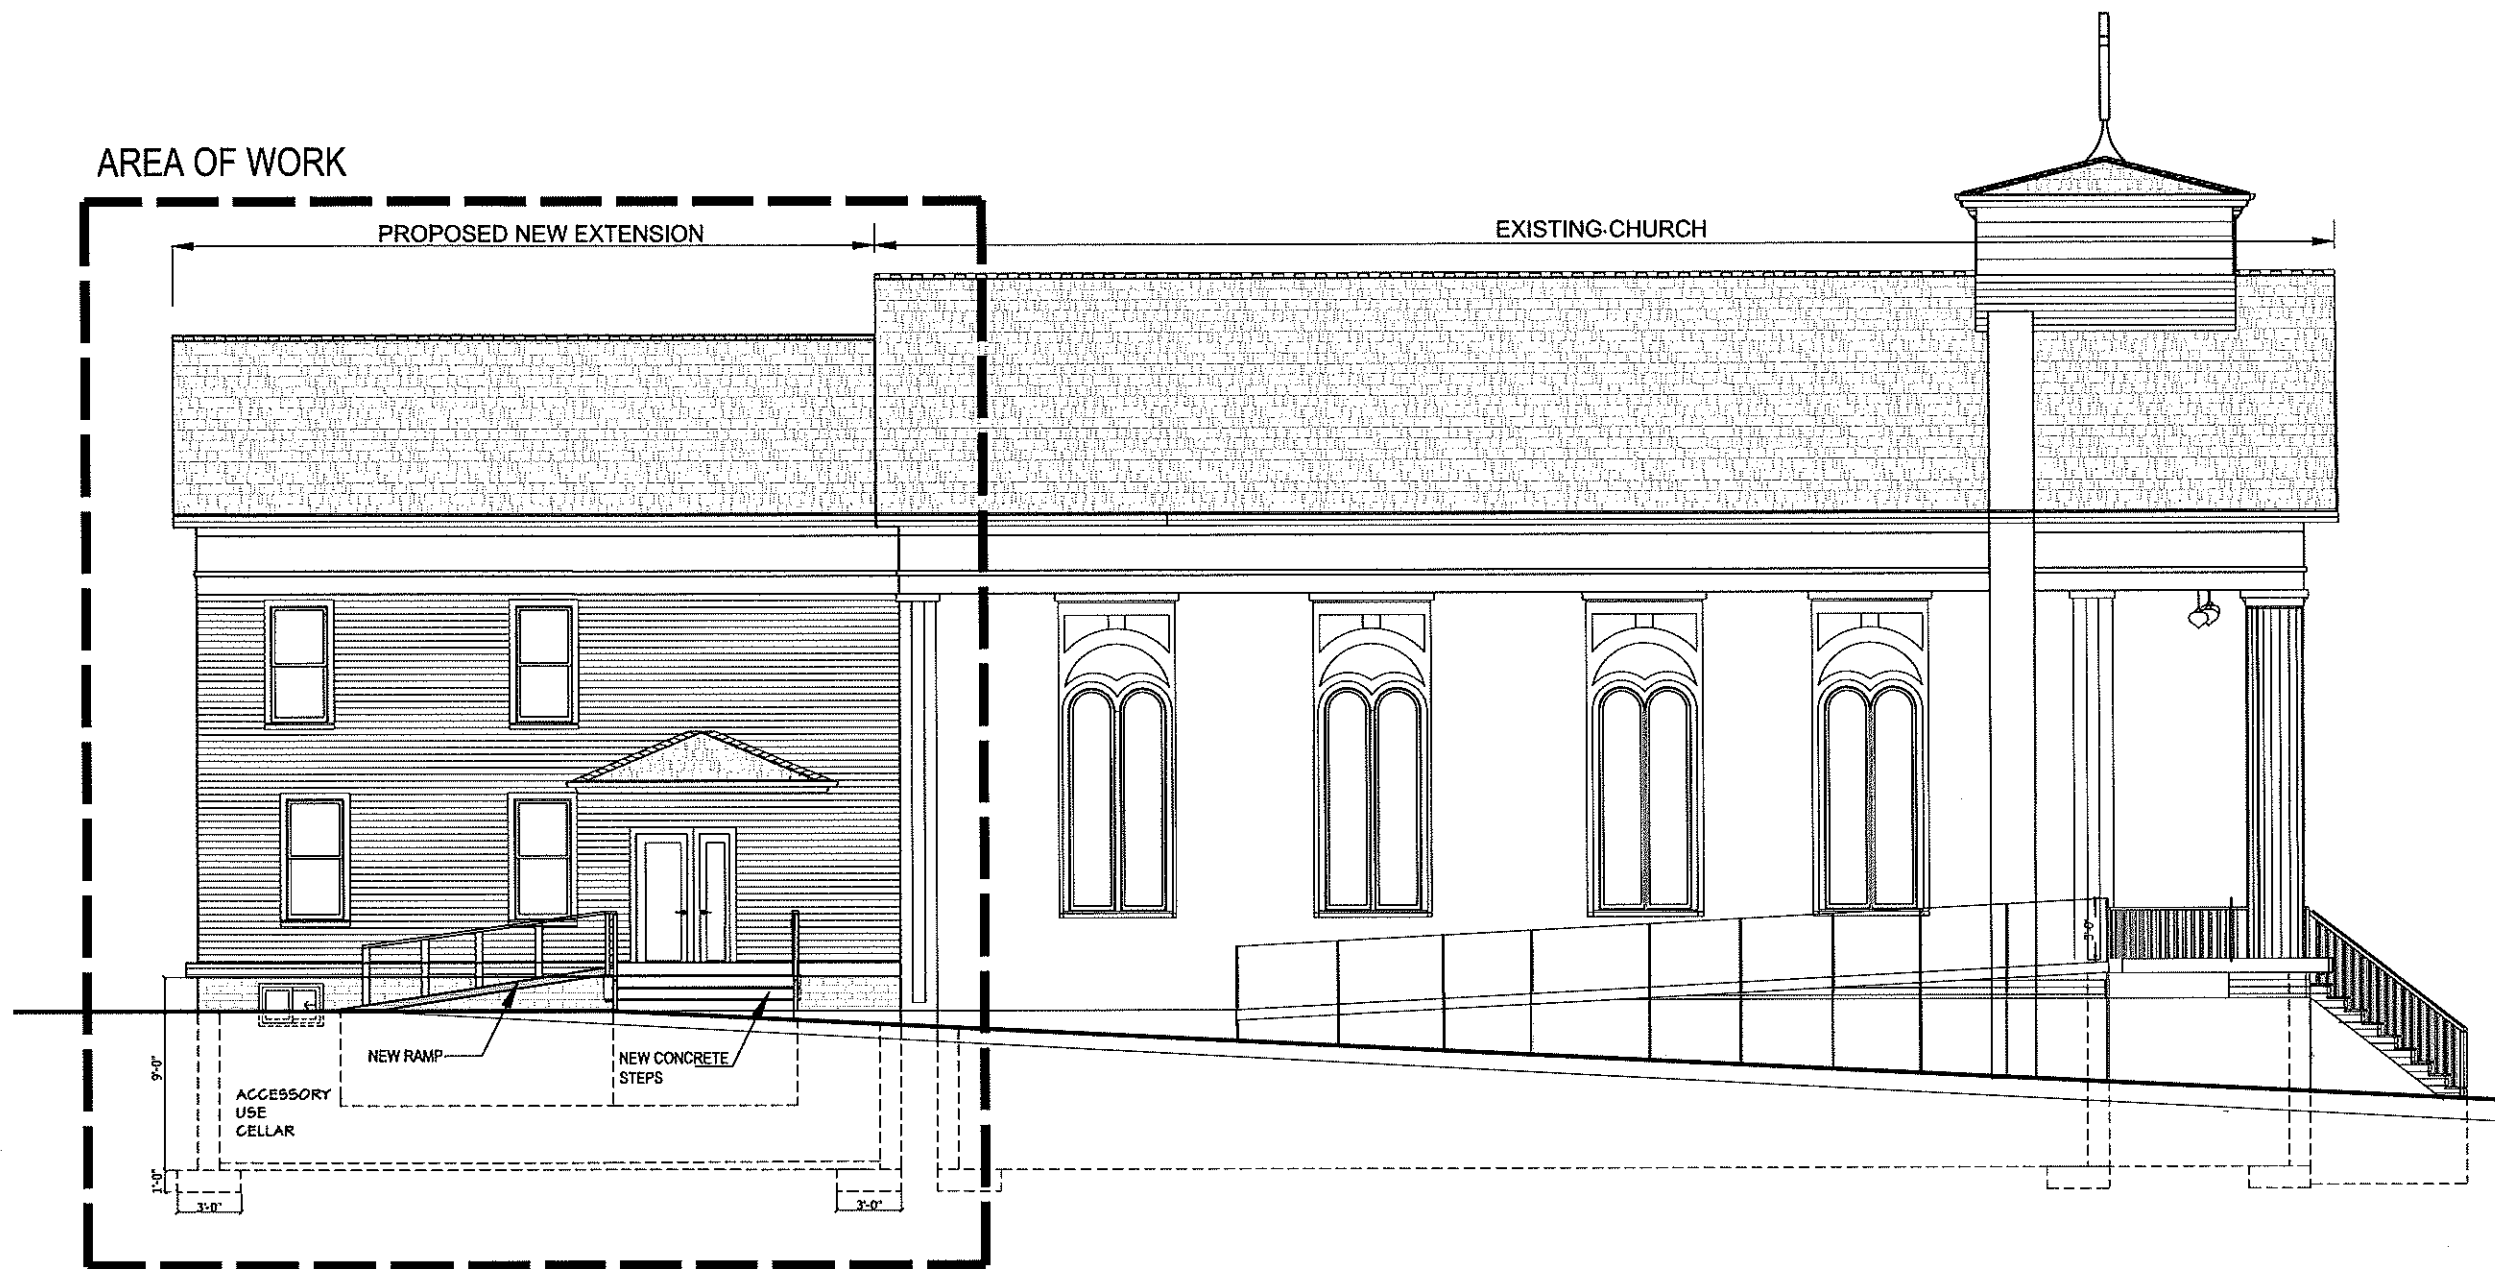 AREA OF WORK
PROPOSED NEW EXTENSION
EXISTING CHURCH
3'-0"
NEW RAMP
NEW CONCRETE
STEPS
9'-0"
ACCESSORY
USE
CELLAR
1'-0"
3'-0"
3'-0"